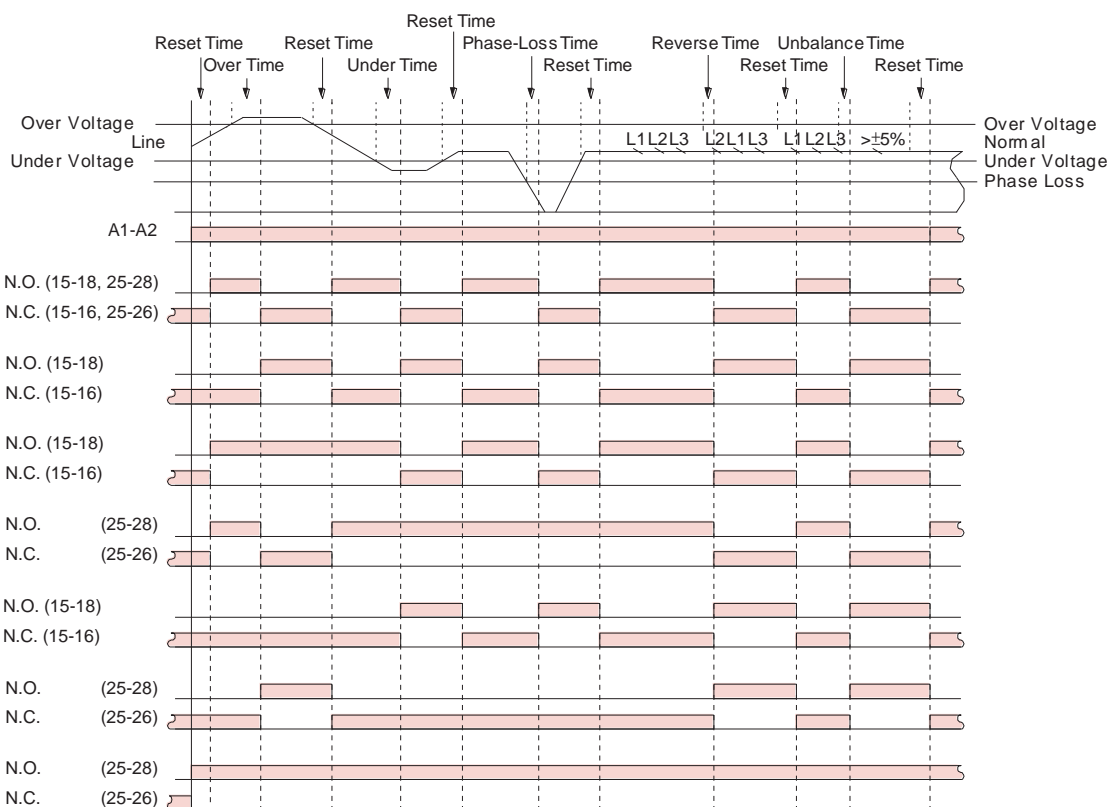 Reset Time
Reset Time Reset Time Phase-Loss Time Reverse Time Unbalance Time
Over Time Under Time Reset Time Reset Time Reset Time
Over Voltage Over Voltage
Line L1 L2 L3 L2 L1 L3 L1 L2 L3 >±5% Normal
Under Voltage Under Voltage
Phase Loss
A1-A2
N.O. (15-18, 25-28)
N.C. (15-16, 25-26)
N.O. (15-18)
N.C. (15-16)
N.O. (15-18)
N.C. (15-16)
N.O. (25-28)
N.C. (25-26)
N.O. (15-18)
N.C. (15-16)
N.O. (25-28)
N.C. (25-26)
N.O. (25-28)
N.C. (25-26)